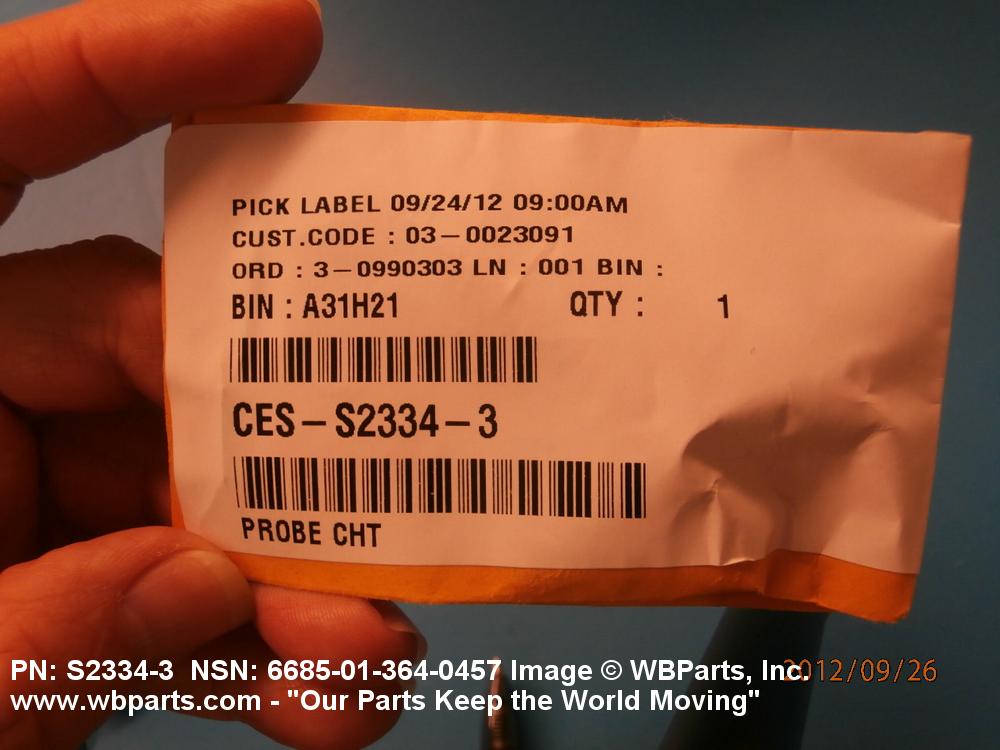 PICK LABEL 09/24/12 09:00AM
CUST.CODE : 03-0023091
ORD : 3-0990303 LN : 001 BIN :
BIN : A31H21 QTY : 1
CES-S2334-3
PROBE CHT
PN: S2334-3 NSN: 6685-01-364-0457 Image © WBParts, Inc.
2012/09/26
www.wbparts.com - "Our Parts Keep the World Moving"